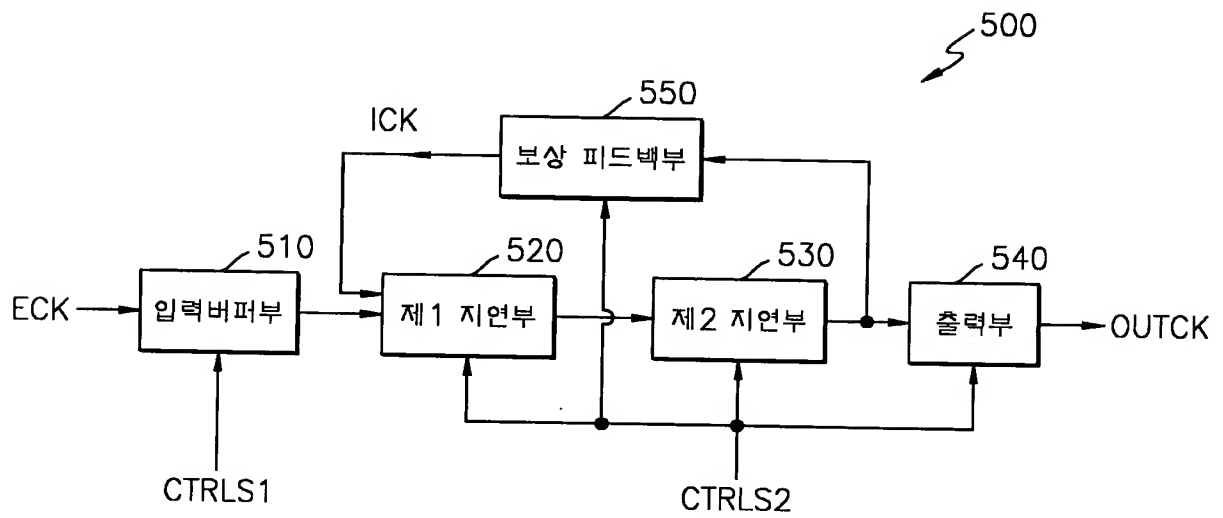 500
550
ICK
보상 피드백부
510
520
530
540
ECK
입력버퍼부
제1 지연부
제2 지연부
출력부
OUTCK
CTRLS1
CTRLS2